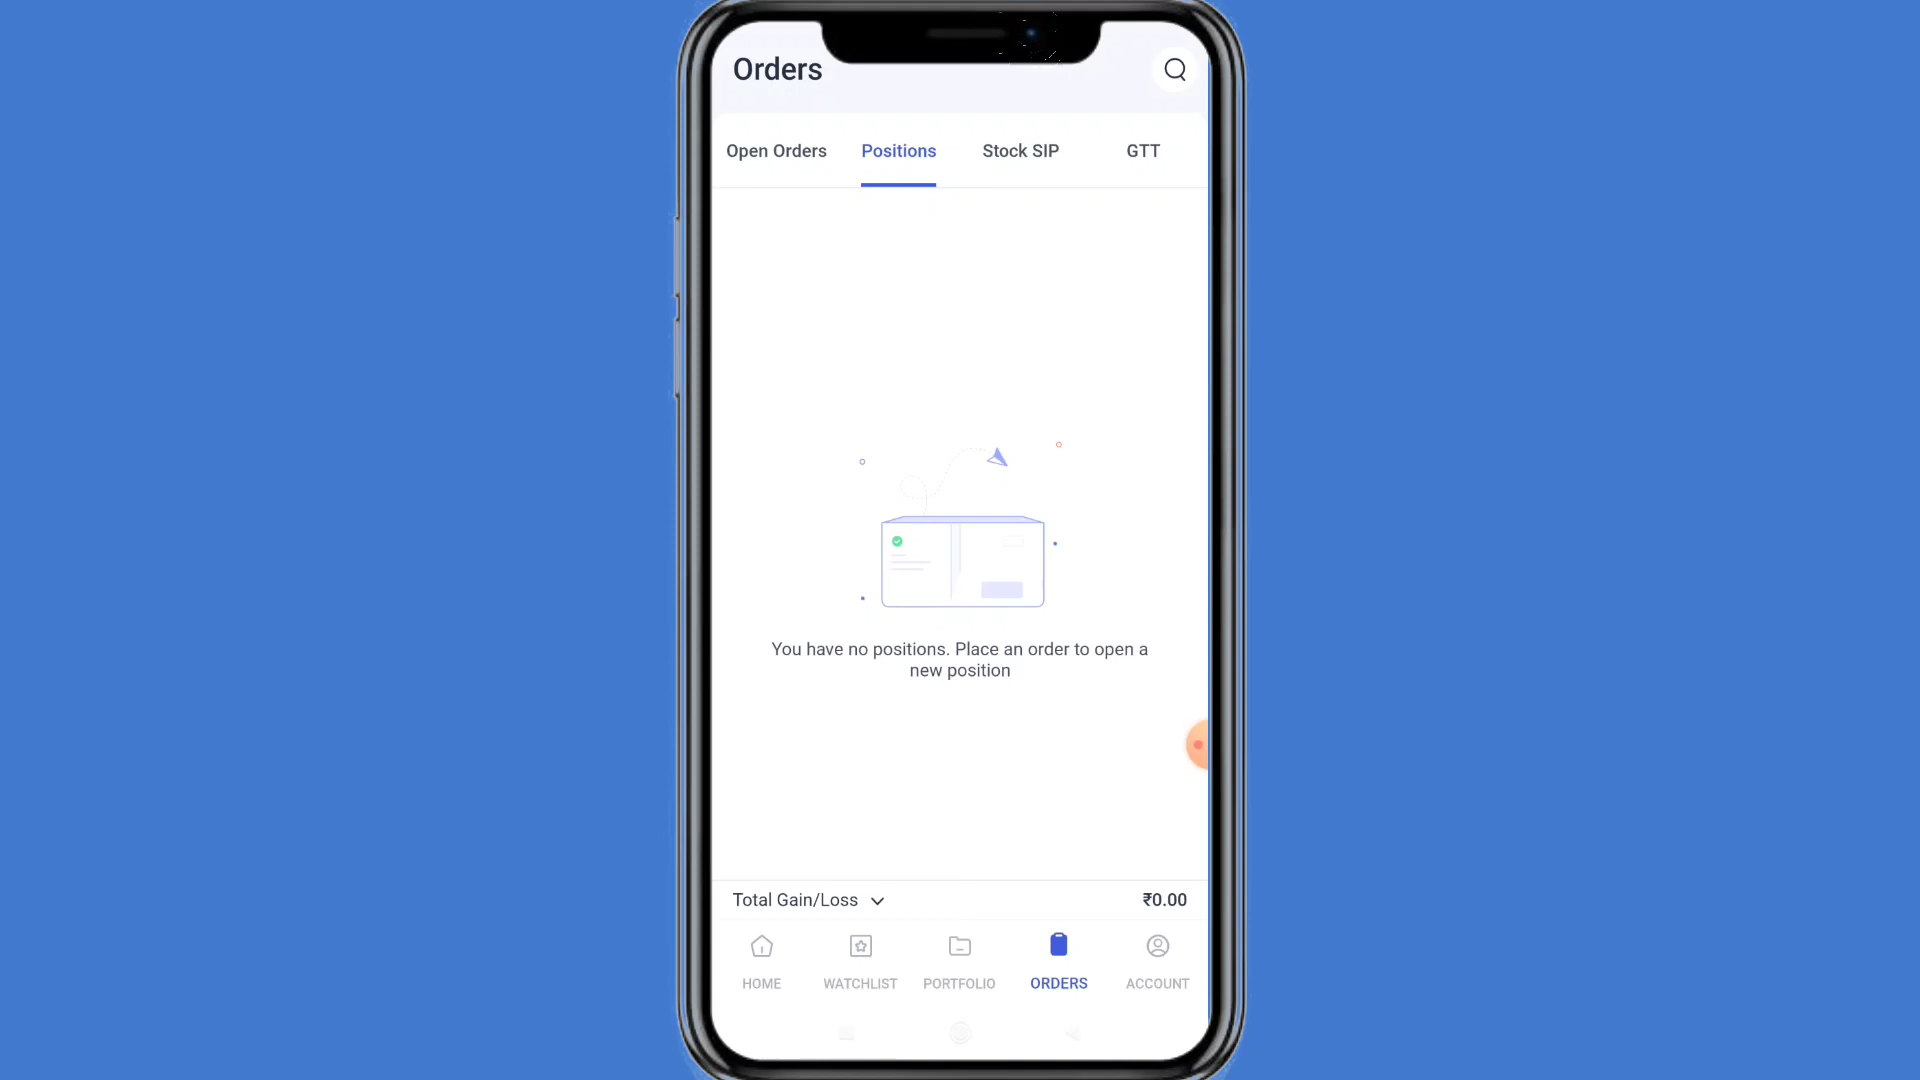 Orders
Open Orders Positions Stock SIP GTT
You have no positions. Place an order to open a
new position
Total Gain/Loss ₹0.00
HOME WATCHLIST PORTFOLIO ORDERS ACCOUNT